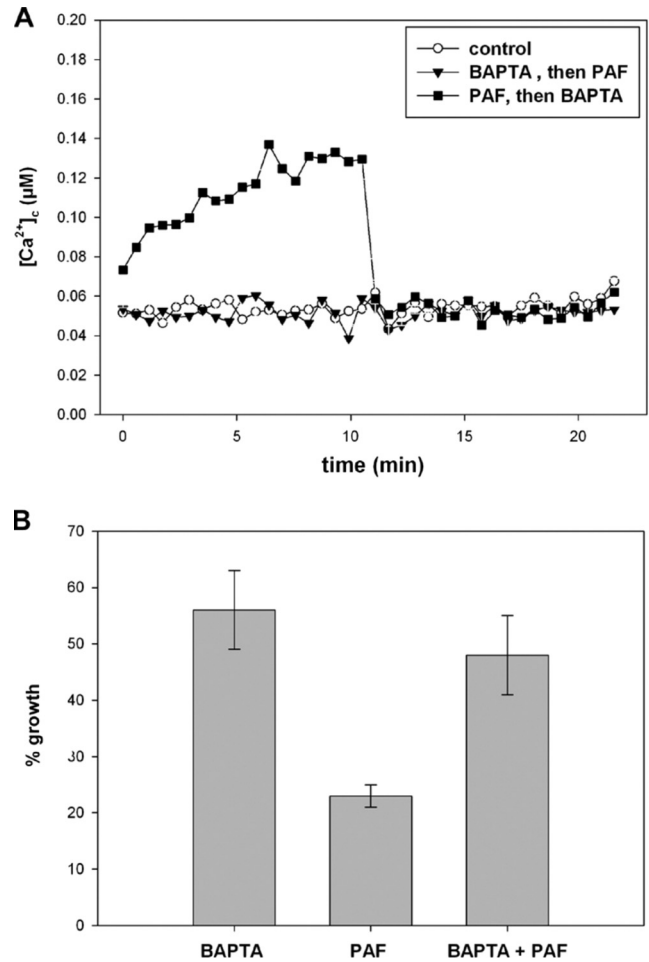 A
0.20
0.18
0.16
0.14
0.12
0.10
0.08
0.06
0.04
0.02
0.00
[Ca²⁺]c (µM)
control
BAPTA , then PAF
PAF, then BAPTA
0 5 10 15 20
time (min)
B
70
60
50
40
30
20
10
0
% growth
BAPTA PAF BAPTA + PAF